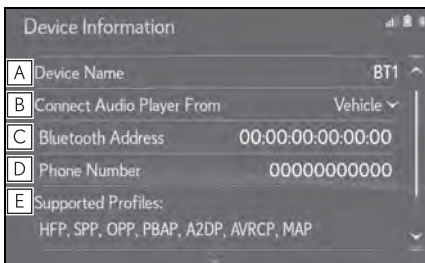 Device Information
A Device Name BT1
B Connect Audio Player From Vehicle
C Bluetooth Address 00:00:00:00:00:00
D Phone Number 00000000000
E Supported Profiles:
HFP, SPP, OPP, PBAP, A2DP, AVRCP, MAP